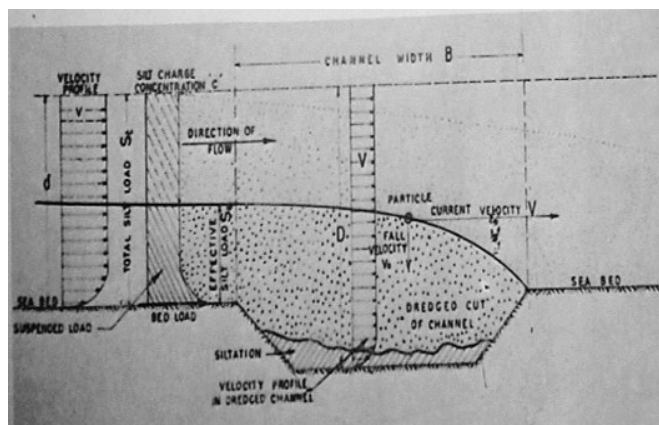 CHANNEL WIDTH B
VELOCITY
PROFILE
V
SILT CHARGE
CONCENTRATION 'C'
d
TOTAL SILT LOAD St
DIRECTION OF
FLOW
V
PARTICLE
CURRENT VELOCITY V
D
FALL
VELOCITY
EFFECTIVE
SILT LOAD Se
SEA BED
SEA BED
SUSPENDED LOAD
BED LOAD
DREDGED CUT
OF CHANNEL
SILTATION
VELOCITY PROFILE
IN DREDGED CHANNEL